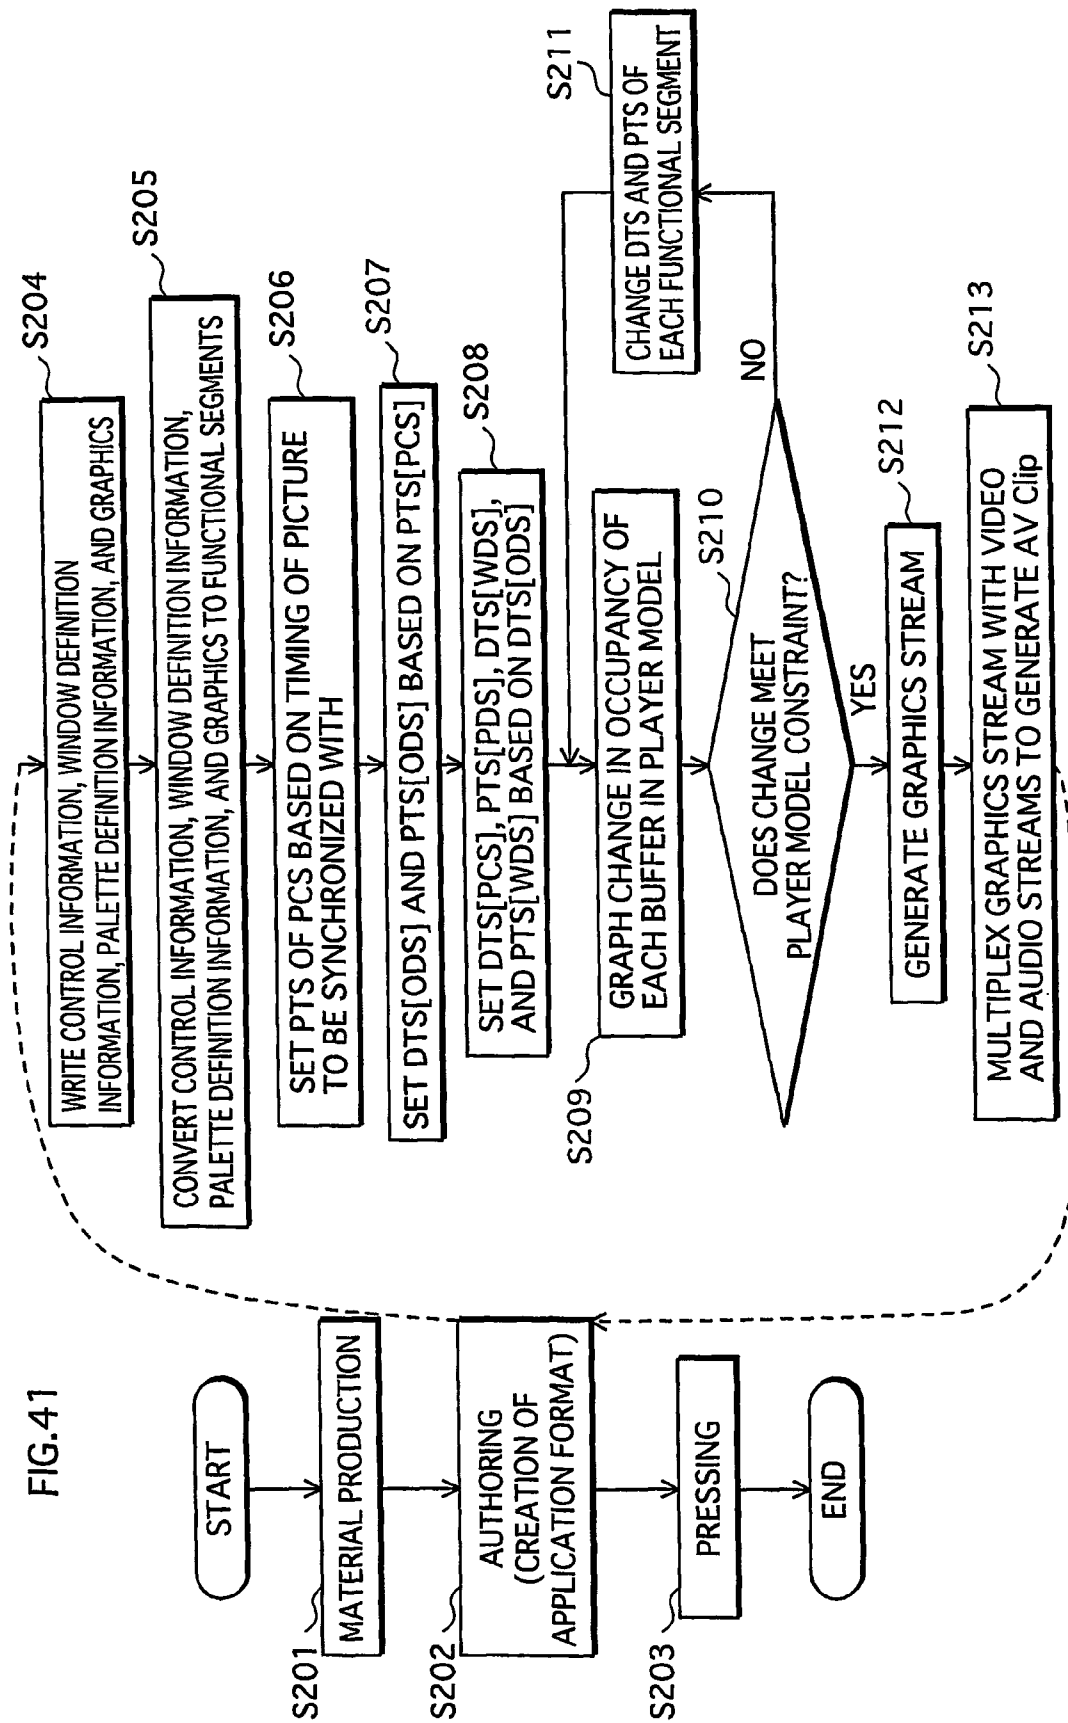 FIG.41
START
S201
MATERIAL PRODUCTION
S202
AUTHORING
(CREATION OF
APPLICATION FORMAT)
S203
PRESSING
END
S204
WRITE CONTROL INFORMATION, WINDOW DEFINITION
INFORMATION, PALETTE DEFINITION INFORMATION, AND GRAPHICS
S205
CONVERT CONTROL INFORMATION, WINDOW DEFINITION INFORMATION,
PALETTE DEFINITION INFORMATION, AND GRAPHICS TO FUNCTIONAL SEGMENTS
S206
SET PTS OF PCS BASED ON TIMING OF PICTURE
TO BE SYNCHRONIZED WITH
S207
SET DTS[ODS] AND PTS[ODS] BASED ON PTS[PCS]
S208
SET DTS[PCS], PTS[PDS], DTS[WDS],
AND PTS[WDS] BASED ON DTS[ODS]
S209
GRAPH CHANGE IN OCCUPANCY OF
EACH BUFFER IN PLAYER MODEL
S210
DOES CHANGE MEET
PLAYER MODEL CONSTRAINT?
NO
S211
CHANGE DTS AND PTS OF
EACH FUNCTIONAL SEGMENT
YES
S212
GENERATE GRAPHICS STREAM
S213
MULTIPLEX GRAPHICS STREAM WITH VIDEO
AND AUDIO STREAMS TO GENERATE AV Clip